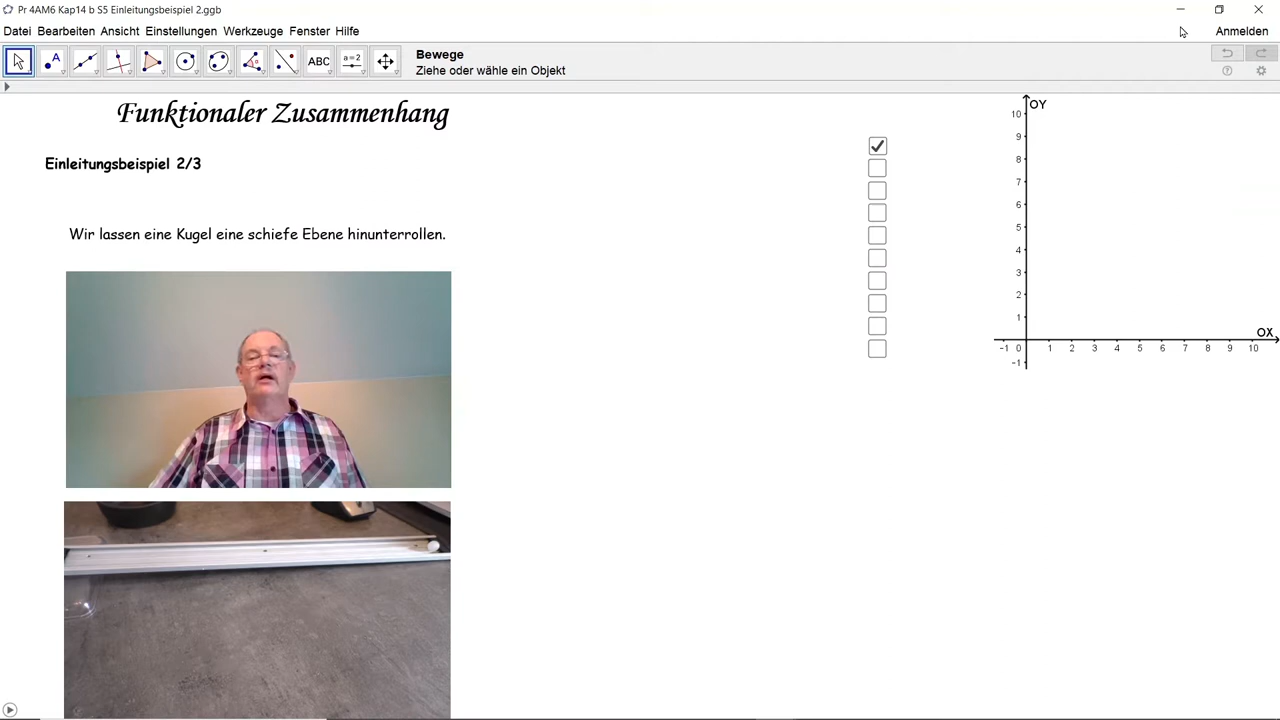 Pr 4AM6 Kap14 b S5 Einleitungsbeispiel 2.ggb
Datei Bearbeiten Ansicht Einstellungen Werkzeuge Fenster Hilfe
Anmelden
A
ABC
a=2
Bewege
Ziehe oder wähle ein Objekt
Funktionaler Zusammenhang
Einleitungsbeispiel 2/3
Wir lassen eine Kugel eine schiefe Ebene hinunterrollen.
OY
10
9
8
7
6
5
4
3
2
1
OX
-1 0 1 2 3 4 5 6 7 8 9 10
-1